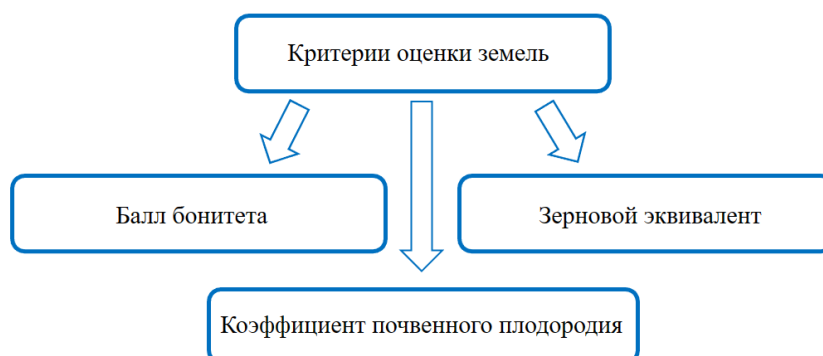 Критерии оценки земель
Балл бонитета
Зерновой эквивалент
Коэффициент почвенного плодородия